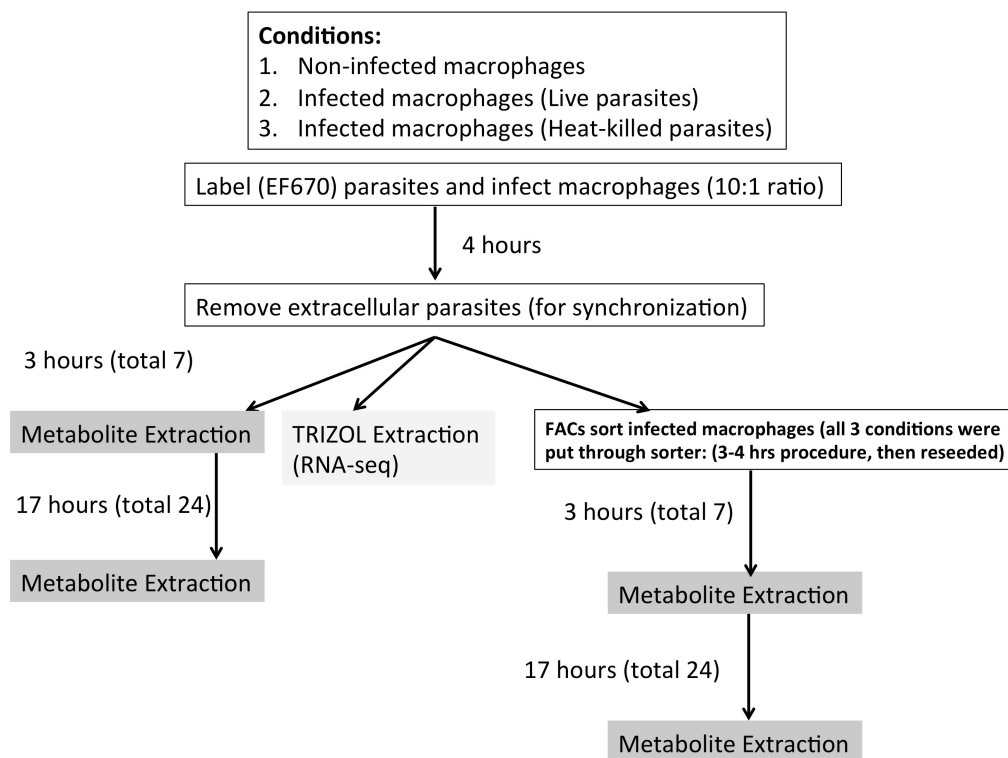 Conditions:
1. Non-infected macrophages
2. Infected macrophages (Live parasites)
3. Infected macrophages (Heat-killed parasites)
Label (EF670) parasites and infect macrophages (10:1 ratio)
4 hours
Remove extracellular parasites (for synchronization)
3 hours (total 7)
Metabolite Extraction
17 hours (total 24)
Metabolite Extraction
TRIZOL Extraction
(RNA-seq)
FACs sort infected macrophages (all 3 conditions were
put through sorter: (3-4 hrs procedure, then reseeded)
3 hours (total 7)
Metabolite Extraction
17 hours (total 24)
Metabolite Extraction